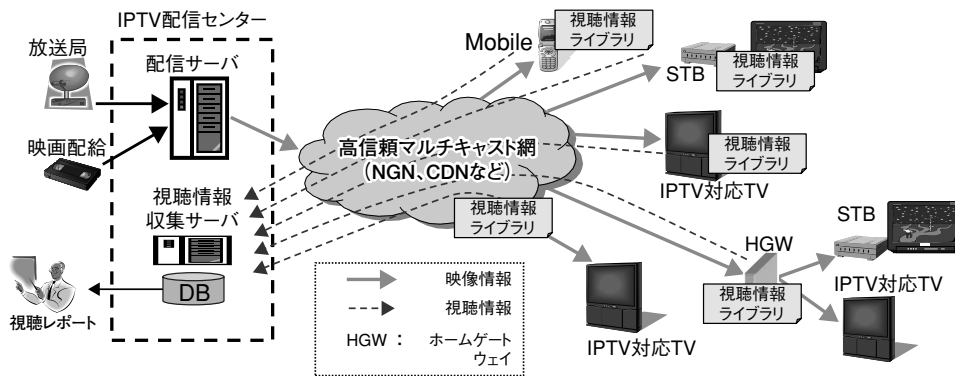 IPTV配信センター
放送局
配信サーバ
映画配給
視聴情報
収集サーバ
DB
視聴レポート
高信頼マルチキャスト網
(NGN、CDNなど)
Mobile
視聴情報
ライブラリ
STB
視聴情報
ライブラリ
視聴情報
ライブラリ
IPTV対応TV
視聴情報
ライブラリ
IPTV対応TV
HGW
視聴情報
ライブラリ
STB
IPTV対応TV
映像情報
視聴情報
HGW : ホームゲート
ウェイ